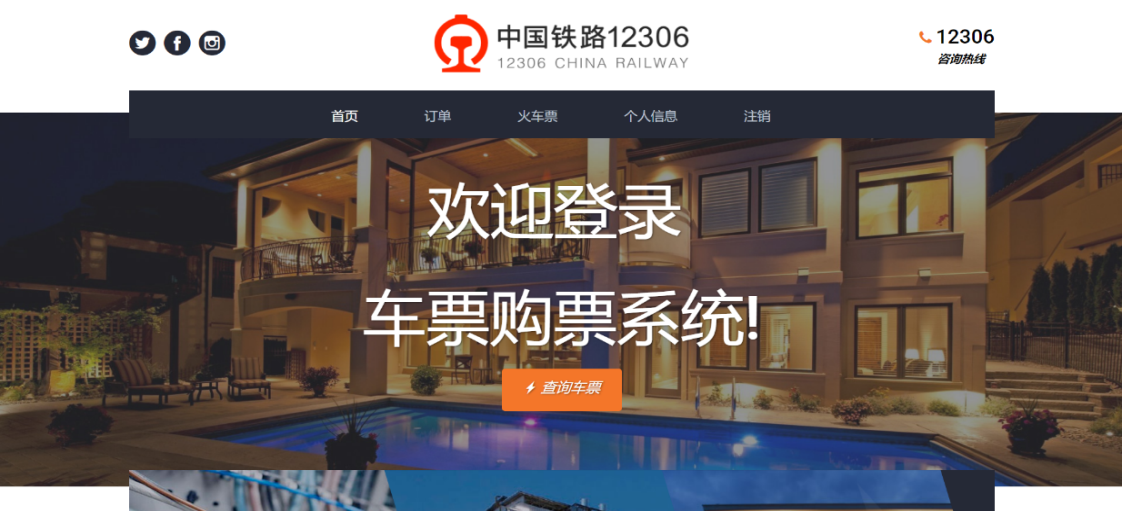 中国铁路12306
12306 CHINA RAILWAY
12306
咨询热线
首页
订单
火车票
个人信息
注销
欢迎登录
车票购票系统!
查询车票